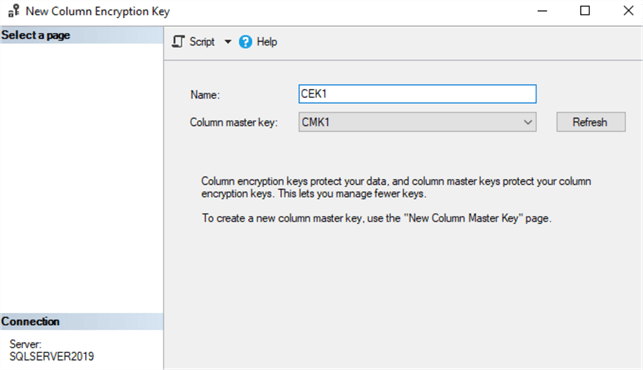 New Column Encryption Key
Select a page
Script
Help
Name:
CEK1
Column master key:
CMK1
Refresh
Column encryption keys protect your data, and column master keys protect your column
encryption keys. This lets you manage fewer keys.
To create a new column master key, use the "New Column Master Key" page.
Connection
Server:
SQLSERVER2019